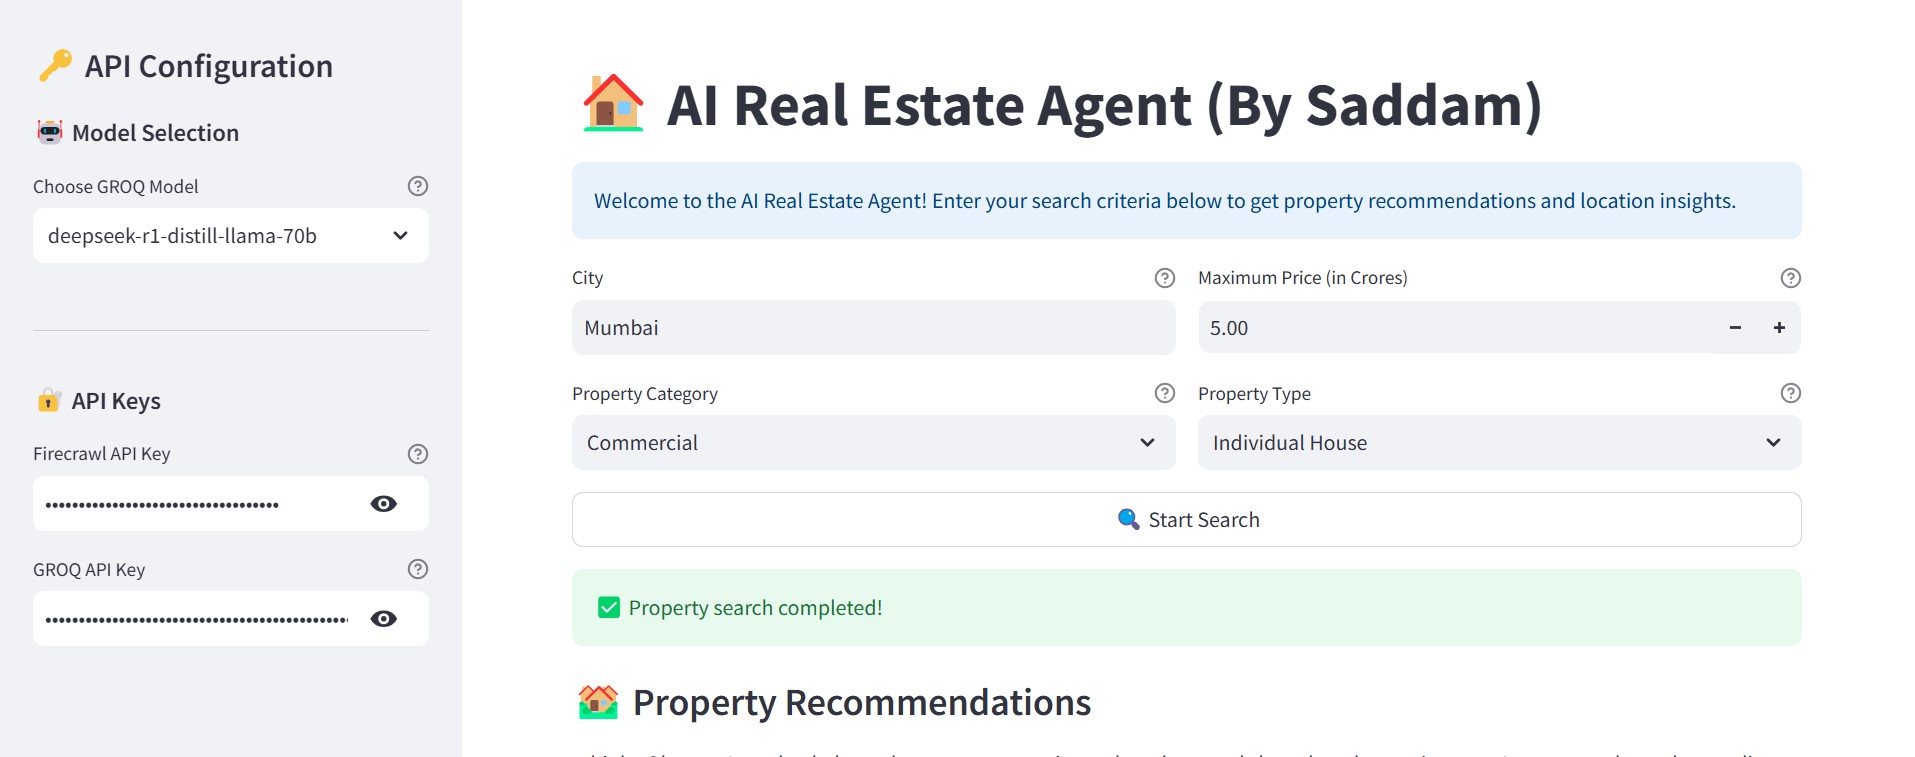 API Configuration
Model Selection
Choose GROQ Model
deepseek-r1-distill-llama-70b
API Keys
Firecrawl API Key
GROQ API Key
AI Real Estate Agent (By Saddam)
Welcome to the AI Real Estate Agent! Enter your search criteria below to get property recommendations and location insights.
City
Mumbai
Maximum Price (in Crores)
5.00
Property Category
Commercial
Property Type
Individual House
Start Search
Property search completed!
Property Recommendations